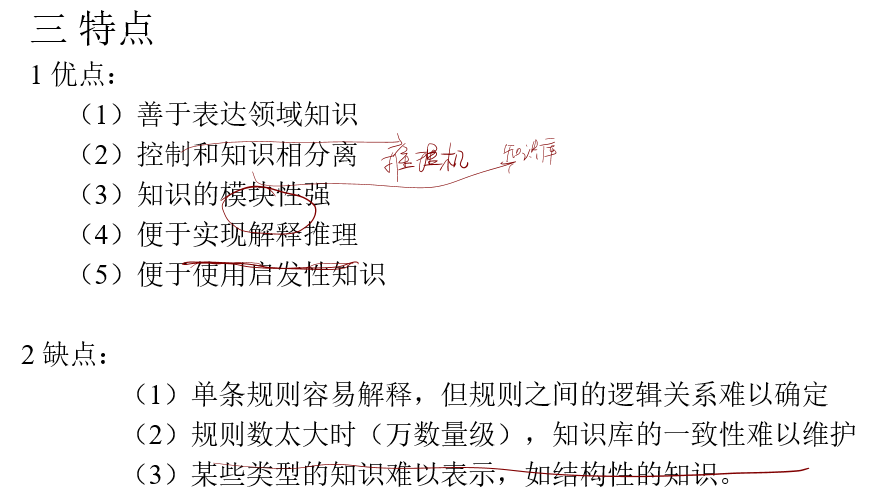 三 特点
1 优点：
（1）善于表达领域知识
（2）控制和知识相分离 推理机 知识库
（3）知识的模块性强
（4）便于实现解释推理
（5）便于使用启发性知识
2 缺点：
（1）单条规则容易解释，但规则之间的逻辑关系难以确定
（2）规则数太大时（万数量级），知识库的一致性难以维护
（3）某些类型的知识难以表示，如结构性的知识。